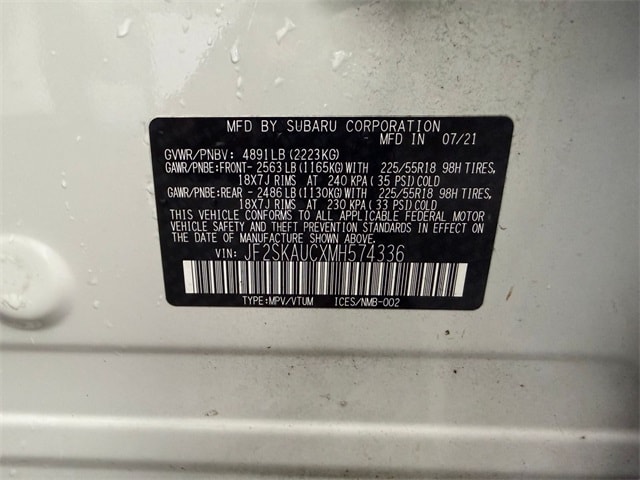 MFD BY SUBARU CORPORATION
MFD IN 07/21
GVWR/PNBV: 4891LB(2223KG)
GAWR/PNBE:FRONT- 2563LB(1165KG)WITH 225/55R18 98H TIRES,
18X7J RIMS AT 240 KPA(35 PSI)COLD
GAWR/PNBE:REAR - 2486LB(1130KG)WITH 225/55R18 98H TIRES,
18X7J RIMS AT 230 KPA(33 PSI)COLD
THIS VEHICLE CONFORMS TO ALL APPLICABLE FEDERAL MOTOR
VEHICLE SAFETY AND THEFT PREVENTION STANDARDS IN EFFECT
ON THE DATE OF MANUFACTURE SHOWN ABOVE.
VIN: JF2SKAUCXMH574336
TYPE:MPV/VTUM ICES/NMB-002